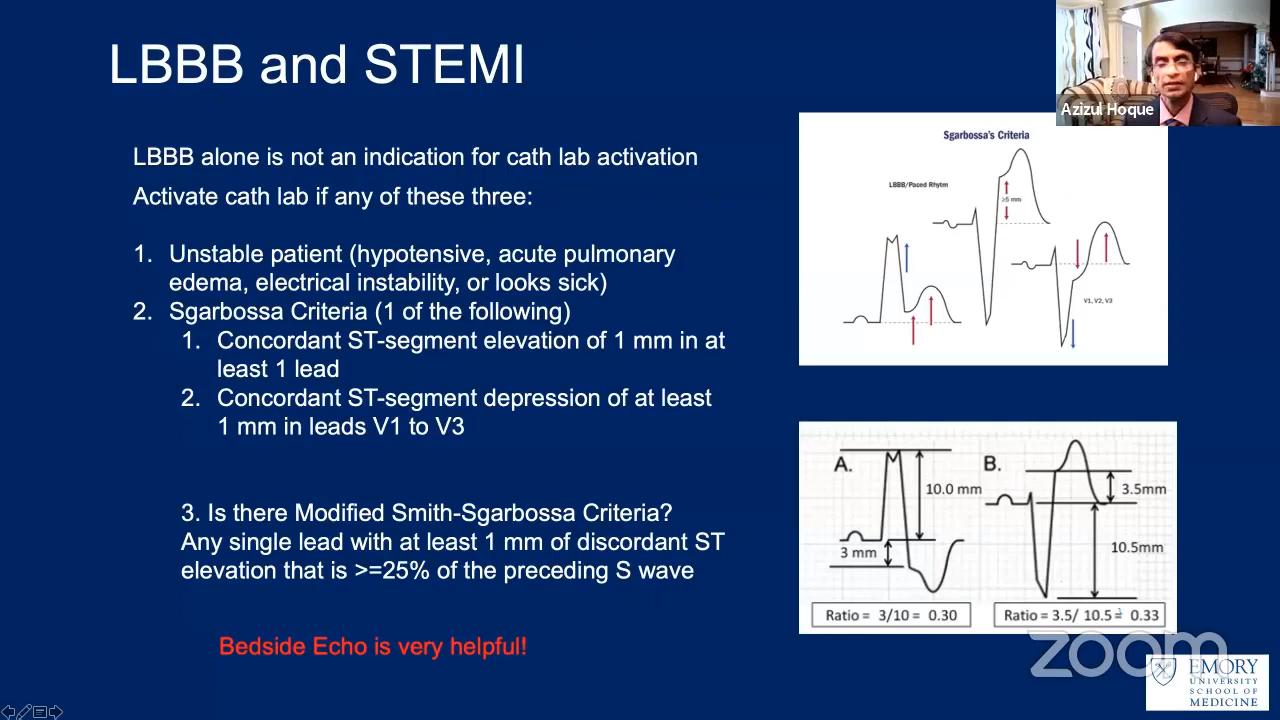 LBBB and STEMI
Azizul Hoque
LBBB alone is not an indication for cath lab activation
Activate cath lab if any of these three:
1. Unstable patient (hypotensive, acute pulmonary
edema, electrical instability, or looks sick)
2. Sgarbossa Criteria (1 of the following)
1. Concordant ST-segment elevation of 1 mm in at
least 1 lead
2. Concordant ST-segment depression of at least
1 mm in leads V1 to V3
3. Is there Modified Smith-Sgarbossa Criteria?
Any single lead with at least 1 mm of discordant ST
elevation that is >=25% of the preceding S wave
Bedside Echo is very helpful!
Sgarbossa's Criteria
LBBB/Paced Rhytm
≥5 mm
V1, V2, V3
A.
10.0 mm
3 mm
Ratio = 3/10 = 0.30
B.
3.5mm
10.5mm
Ratio = 3.5/ 10.5 = 0.33
zoom
EMORY
UNIVERSITY
SCHOOL OF
MEDICINE